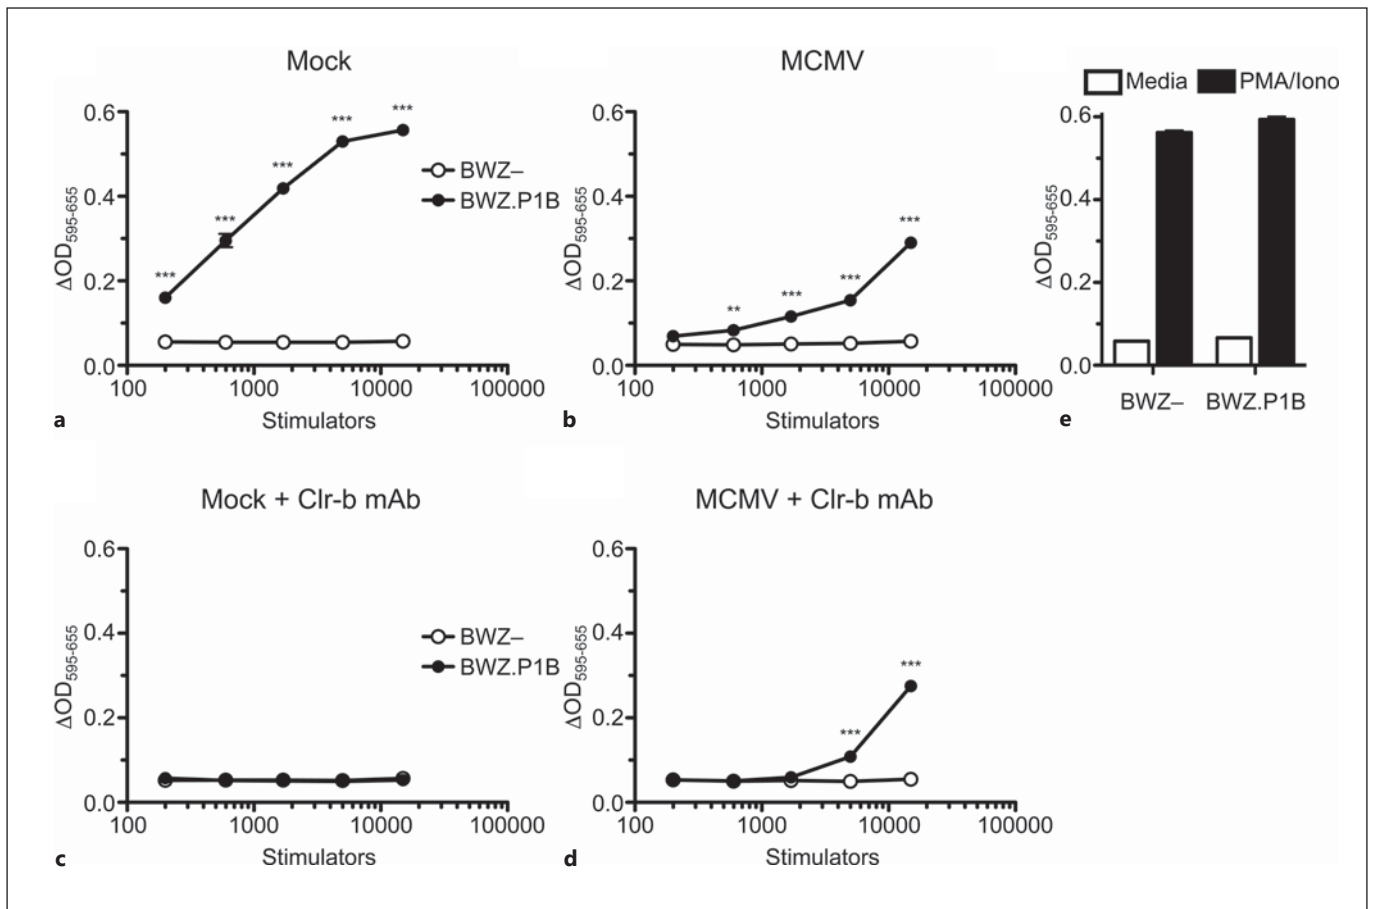 Mock
0.6
0.4
0.2
0.0
ΔOD595-655
***
***
***
***
***
BWZ–
BWZ.P1B
100
1000
10000
100000
Stimulators
a
MCMV
0.6
0.4
0.2
0.0
ΔOD595-655
**
***
***
***
100
1000
10000
100000
Stimulators
b
Media
PMA/Iono
0.6
0.4
0.2
0.0
ΔOD595-655
BWZ–
BWZ.P1B
e
Mock + Clr-b mAb
0.6
0.4
0.2
0.0
ΔOD595-655
BWZ–
BWZ.P1B
100
1000
10000
100000
Stimulators
c
MCMV + Clr-b mAb
0.6
0.4
0.2
0.0
ΔOD595-655
***
***
100
1000
10000
100000
Stimulators
d